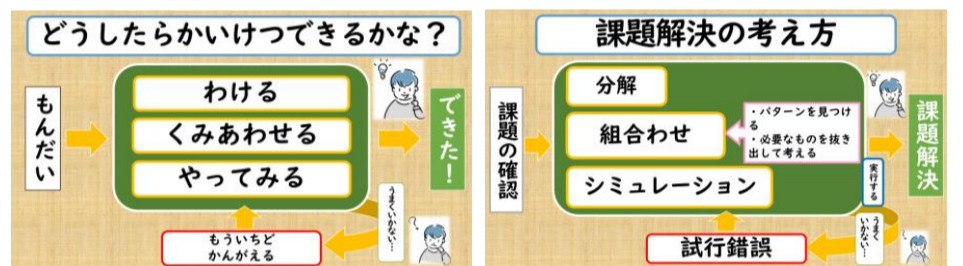 どうしたらかいけつできるかな？
もんだい
わける
くみあわせる
やってみる
できた！
うまくいかない…
もういちど
かんがえる
課題解決の考え方
課題の確認
分解
組合わせ
・パターンを見つけ
る
・必要なものを抜き
出して考える
シミュレーション
実行する
課題解決
うまく
いかない…
試行錯誤